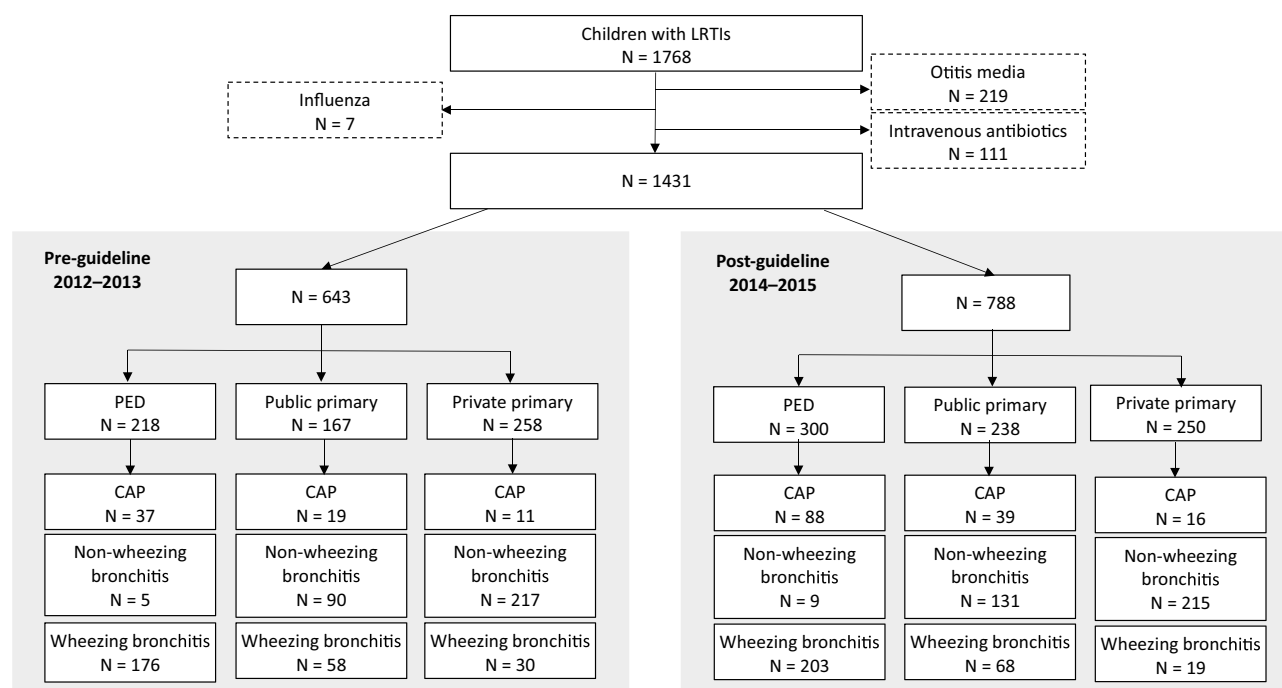 Children with LRTIs
N = 1768
Otitis media
N = 219
Influenza
N = 7
Intravenous antibiotics
N = 111
N = 1431
Pre-guideline
2012–2013
N = 643
PED
N = 218
Public primary
N = 167
Private primary
N = 258
CAP
N = 37
CAP
N = 19
CAP
N = 11
Non-wheezing
bronchitis
N = 5
Non-wheezing
bronchitis
N = 90
Non-wheezing
bronchitis
N = 217
Wheezing bronchitis
N = 176
Wheezing bronchitis
N = 58
Wheezing bronchitis
N = 30
Post-guideline
2014–2015
N = 788
PED
N = 300
Public primary
N = 238
Private primary
N = 250
CAP
N = 88
CAP
N = 39
CAP
N = 16
Non-wheezing
bronchitis
N = 9
Non-wheezing
bronchitis
N = 131
Non-wheezing
bronchitis
N = 215
Wheezing bronchitis
N = 203
Wheezing bronchitis
N = 68
Wheezing bronchitis
N = 19